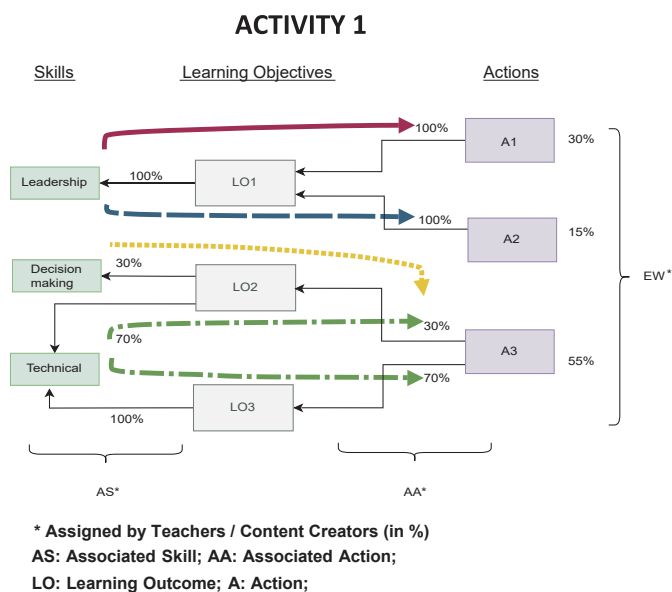 ACTIVITY 1
Skills Learning Objectives Actions
100% A1 30%
Leadership 100% LO1
100% A2 15%
Decision
making
30% LO2
EW*
70% 30%
Technical A3 55%
70%
100% LO3
AS* AA*
* Assigned by Teachers / Content Creators (in %)
AS: Associated Skill; AA: Associated Action;
LO: Learning Outcome; A: Action;